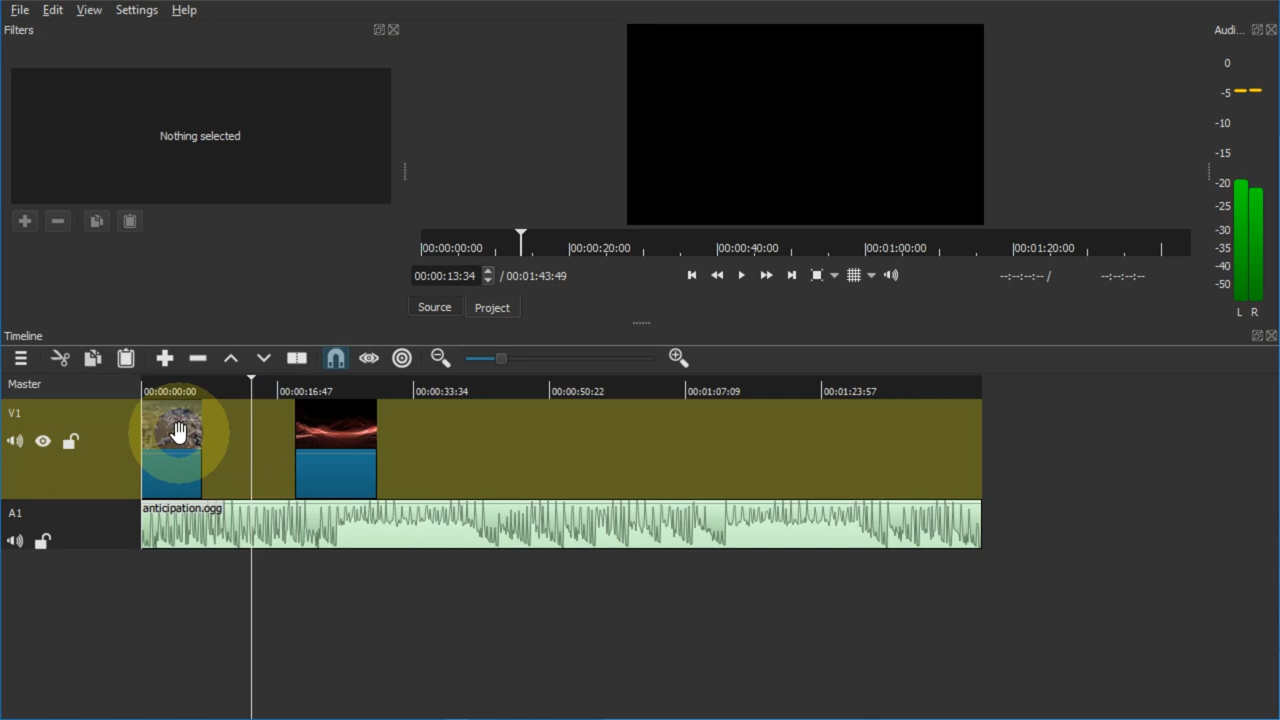 File Edit View Settings Help
Filters
Audi...
Nothing selected
0
-5
-10
-15
-20
-25
-30
-35
-40
-50
L R
00:00:00:00 00:00:20:00 00:00:40:00 00:01:00:00 00:01:20:00
00:00:13:34 / 00:01:43:49 --:--:--:-- / --:--:--:--
Source Project
Timeline
Master 00:00:00:00 00:00:16:47 00:00:33:34 00:00:50:22 00:01:07:09 00:01:23:57
V1
A1 anticipation.ogg